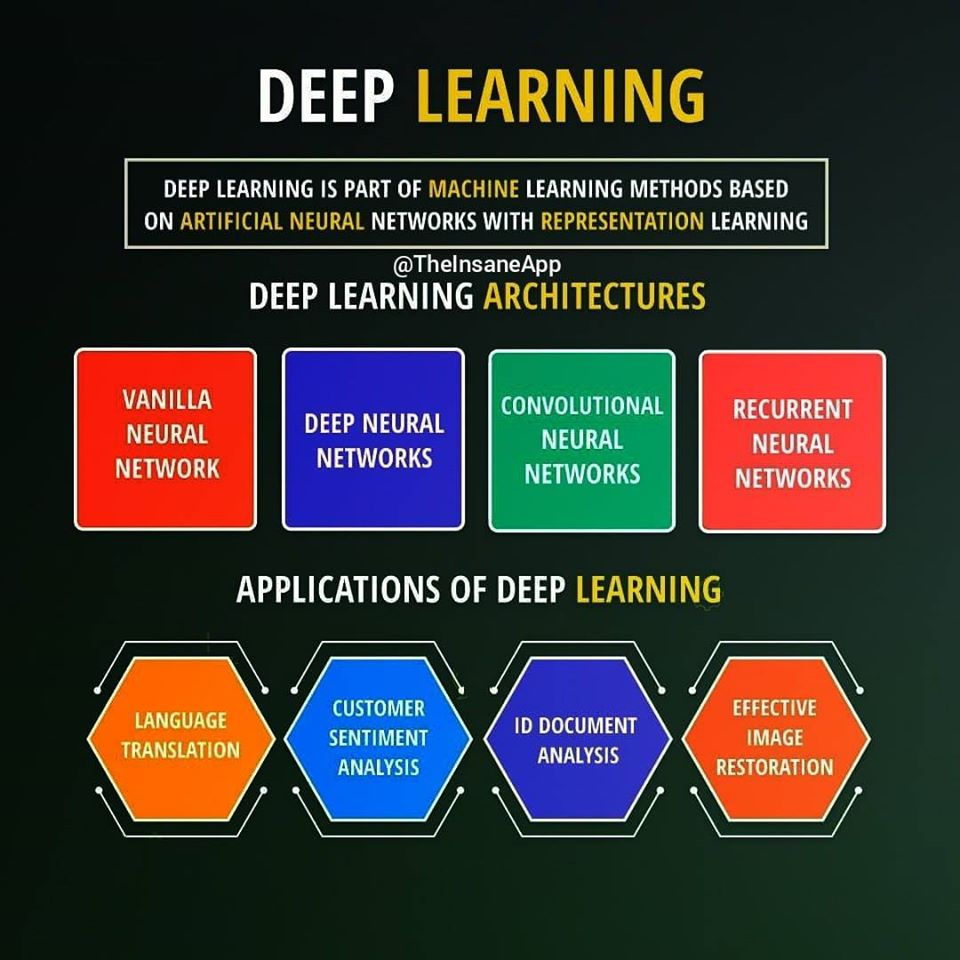 DEEP LEARNING
DEEP LEARNING IS PART OF MACHINE LEARNING METHODS BASED
ON ARTIFICIAL NEURAL NETWORKS WITH REPRESENTATION LEARNING
@TheInsaneApp
DEEP LEARNING ARCHITECTURES
VANILLA
NEURAL
NETWORK
DEEP NEURAL
NETWORKS
CONVOLUTIONAL
NEURAL
NETWORKS
RECURRENT
NEURAL
NETWORKS
APPLICATIONS OF DEEP LEARNING
LANGUAGE
TRANSLATION
CUSTOMER
SENTIMENT
ANALYSIS
ID DOCUMENT
ANALYSIS
EFFECTIVE
IMAGE
RESTORATION